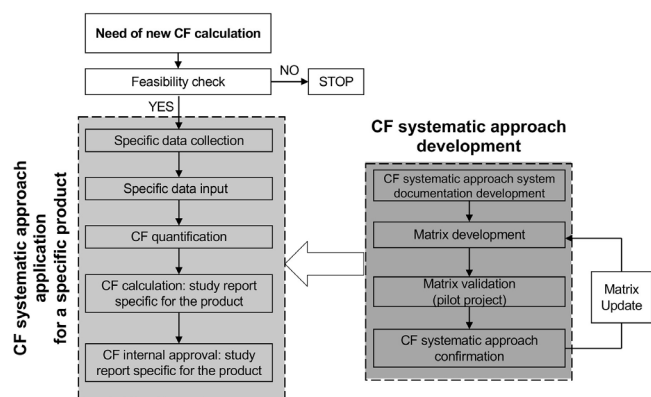 Need of new CF calculation
Feasibility check
NO
STOP
YES
CF systematic approach
application
for a specific product
Specific data collection
Specific data input
CF quantification
CF calculation: study report
specific for the product
CF internal approval: study
report specific for the product
CF systematic approach
development
CF systematic approach system
documentation development
Matrix development
Matrix validation
(pilot project)
CF systematic approach
confirmation
Matrix
Update